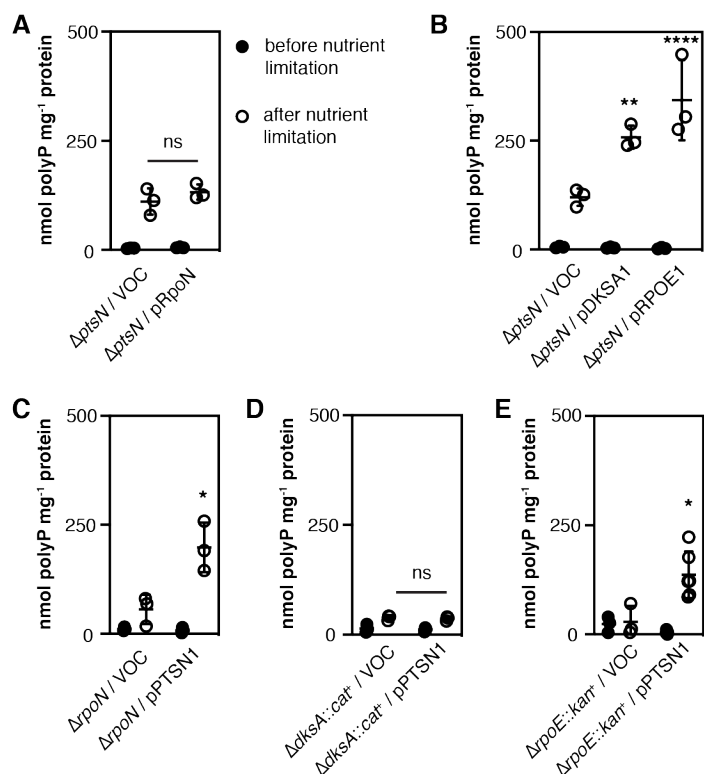 A
nmol polyP mg⁻¹ protein
500
250
0
ns
ΔptsN / VOC
ΔptsN / pRpoN
before nutrient
limitation
after nutrient
limitation
B
nmol polyP mg⁻¹ protein
500
250
0
**
****
ΔptsN / VOC
ΔptsN / pDKSA1
ΔptsN / pRPOE1
C
nmol polyP mg⁻¹ protein
500
250
0
*
ΔrpoN / VOC
ΔrpoN / pPTSN1
D
nmol polyP mg⁻¹ protein
500
250
0
ns
ΔdksA::cat⁺ / VOC
ΔdksA::cat⁺ / pPTSN1
E
nmol polyP mg⁻¹ protein
500
250
0
*
ΔrpoE::kan⁺ / VOC
ΔrpoE::kan⁺ / pPTSN1